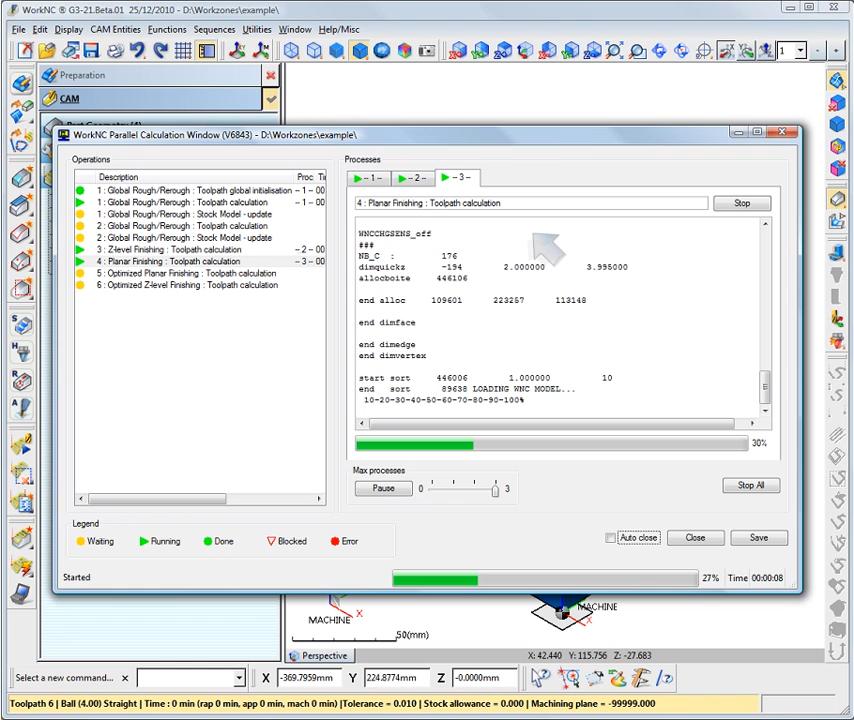 WorkNC ® G3-21.Beta.01 25/12/2010 - D:\Workzones\example\
File Edit Display CAM Entities Functions Sequences Utilities Window Help/Misc
1
Preparation
CAM
WorkNC Parallel Calculation Window (V6843) - D:\Workzones\example\
Operations
Description Proc
1 : Global Rough/Rerough : Toolpath global initialisation -- 1 -- 00
1 : Global Rough/Rerough : Toolpath calculation -- 1 -- 00
1 : Global Rough/Rerough : Stock Model - update
2 : Global Rough/Rerough : Toolpath calculation
2 : Global Rough/Rerough : Stock Model - update
3 : Z-level Finishing : Toolpath calculation -- 2 -- 00
4 : Planar Finishing : Toolpath calculation -- 3 -- 00
5 : Optimized Planar Finishing : Toolpath calculation
6 : Optimized Z-level Finishing : Toolpath calculation
Legend
Waiting Running Done Blocked Error
Started
Processes
-- 1 -- -- 2 -- -- 3 --
4 : Planar Finishing : Toolpath calculation Stop
WNCCHGSENS_off
###
NB_C : 176
dimquickz -194 2.000000 3.995000
allocboite 446106
end alloc 109601 223257 113148
end dimface
end dimedge
end dimvertex
start sort 446006 1.000000 10
end sort 89638 LOADING WNC MODEL...
10-20-30-40-50-60-70-80-90-100%
30%
Max processes
Pause 0 3 Stop All
Auto close Close Save
27% Time 00:00:08
MACHINE X
MACHINE X
50(mm)
Perspective X: 42.440 Y: 115.756 Z: -27.683
Select a new command... X -369.7959mm Y 224.8774mm Z -0.0000mm
Toolpath 6 | Ball (4.00) Straight | Time : 0 min (rap 0 min, app 0 min, mach 0 min) |Tolerance = 0.010 | Stock allowance = 0.000 | Machining plane = -99999.000